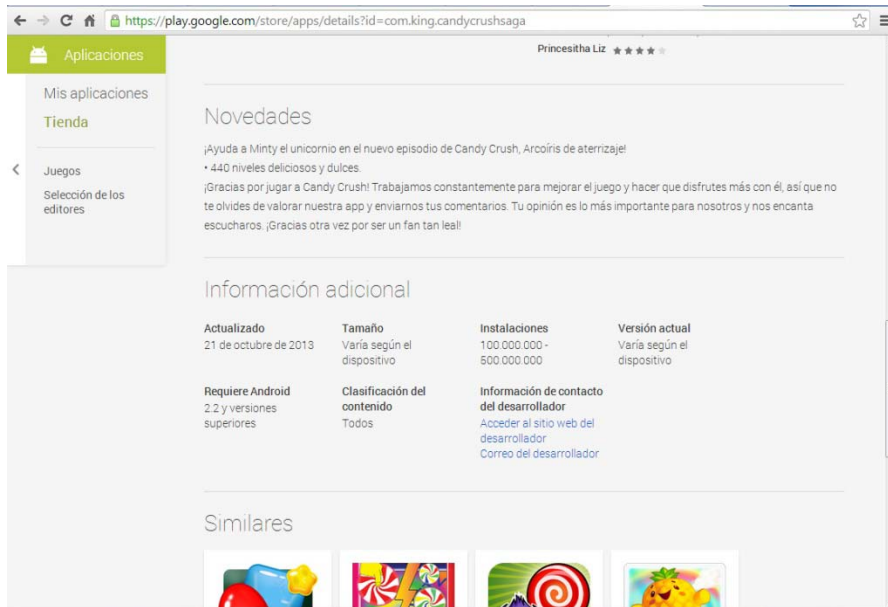 https://play.google.com/store/apps/details?id=com.king.candycrushsaga
Aplicaciones
Princesitha Liz
Mis aplicaciones
Tienda
Juegos
Selección de los
editores
Novedades
¡Ayuda a Minty el unicornio en el nuevo episodio de Candy Crush, Arcoíris de aterrizaje!
• 440 niveles deliciosos y dulces.
¡Gracias por jugar a Candy Crush! Trabajamos constantemente para mejorar el juego y hacer que disfrutes más con él, así que no
te olvides de valorar nuestra app y enviarnos tus comentarios. Tu opinión es lo más importante para nosotros y nos encanta
escucharos. ¡Gracias otra vez por ser un fan tan leal!
Información adicional
Actualizado
21 de octubre de 2013
Tamaño
Varía según el
dispositivo
Instalaciones
100.000.000 -
500.000.000
Versión actual
Varía según el
dispositivo
Requiere Android
2.2 y versiones
superiores
Clasificación del
contenido
Todos
Información de contacto
del desarrollador
Acceder al sitio web del
desarrollador
Correo del desarrollador
Similares